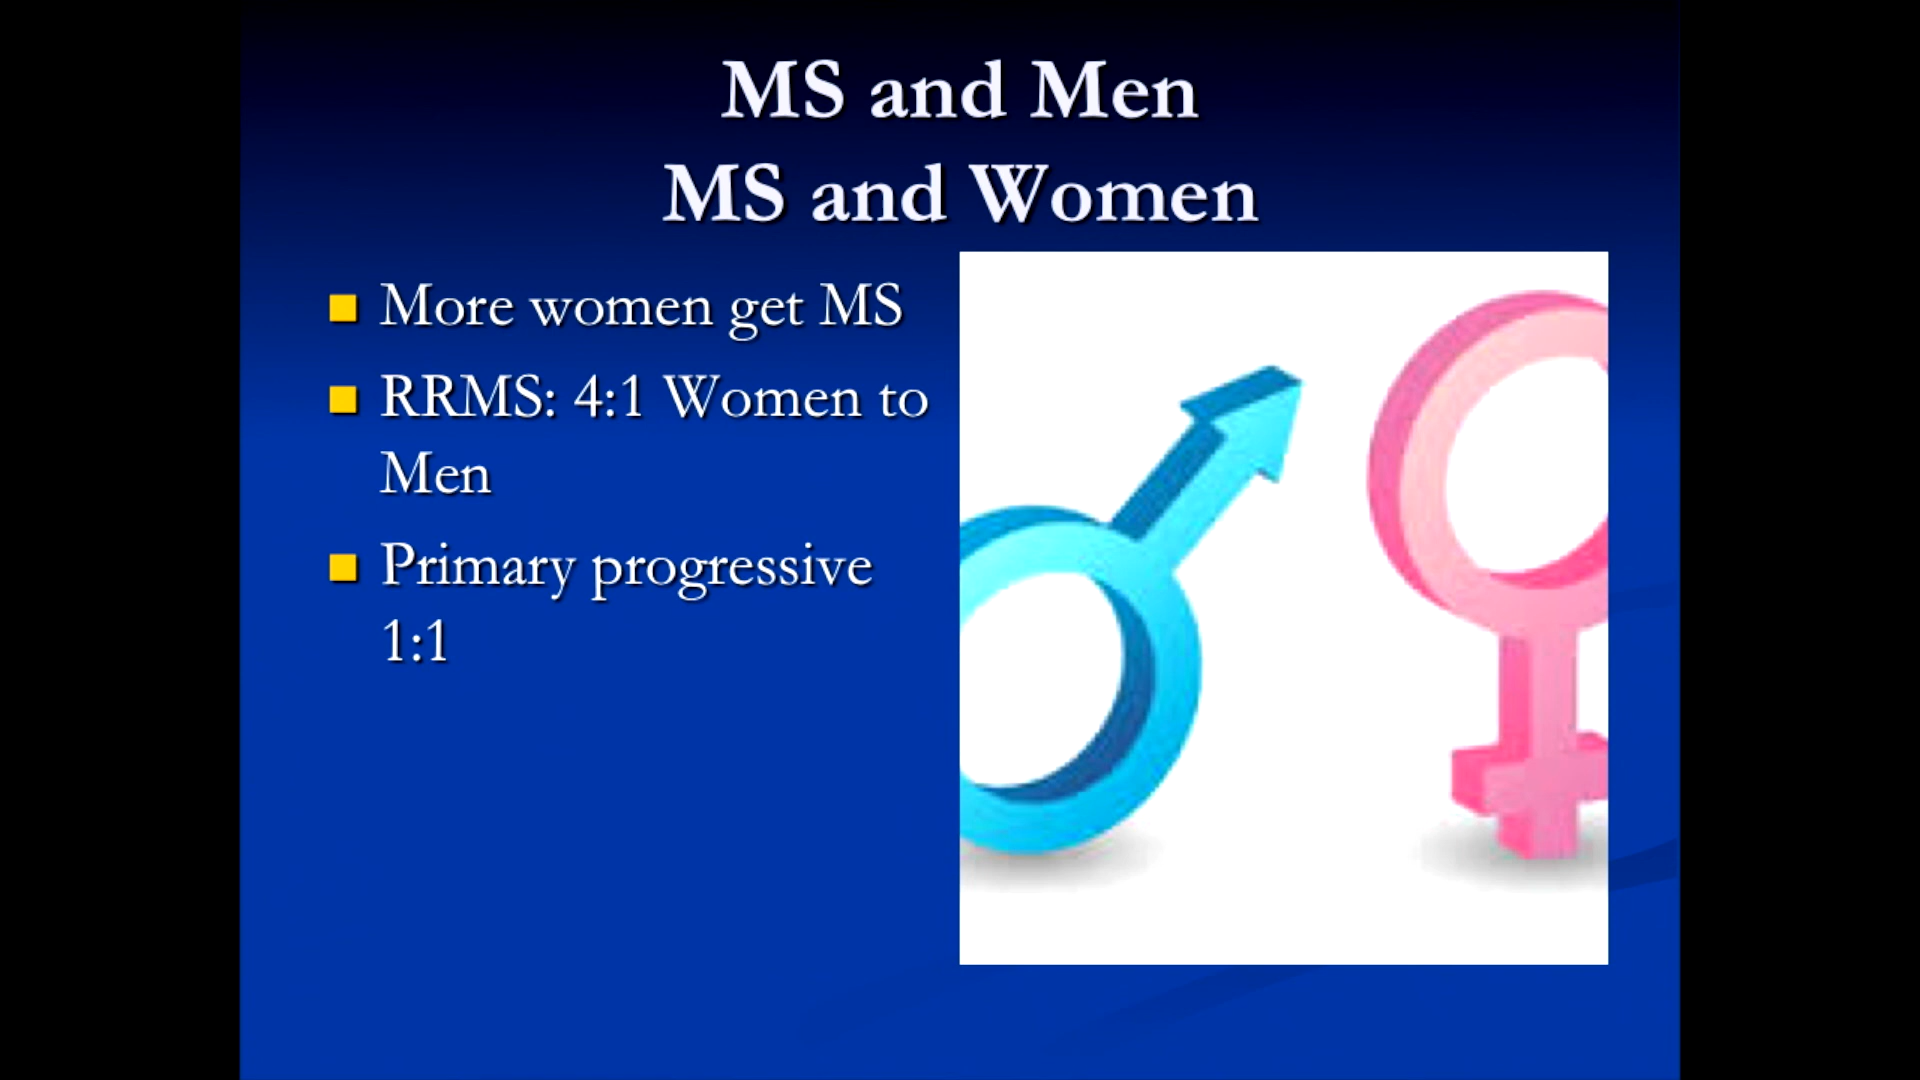 MS and Men
MS and Women
More women get MS
RRMS: 4:1 Women to
Men
Primary progressive
1:1